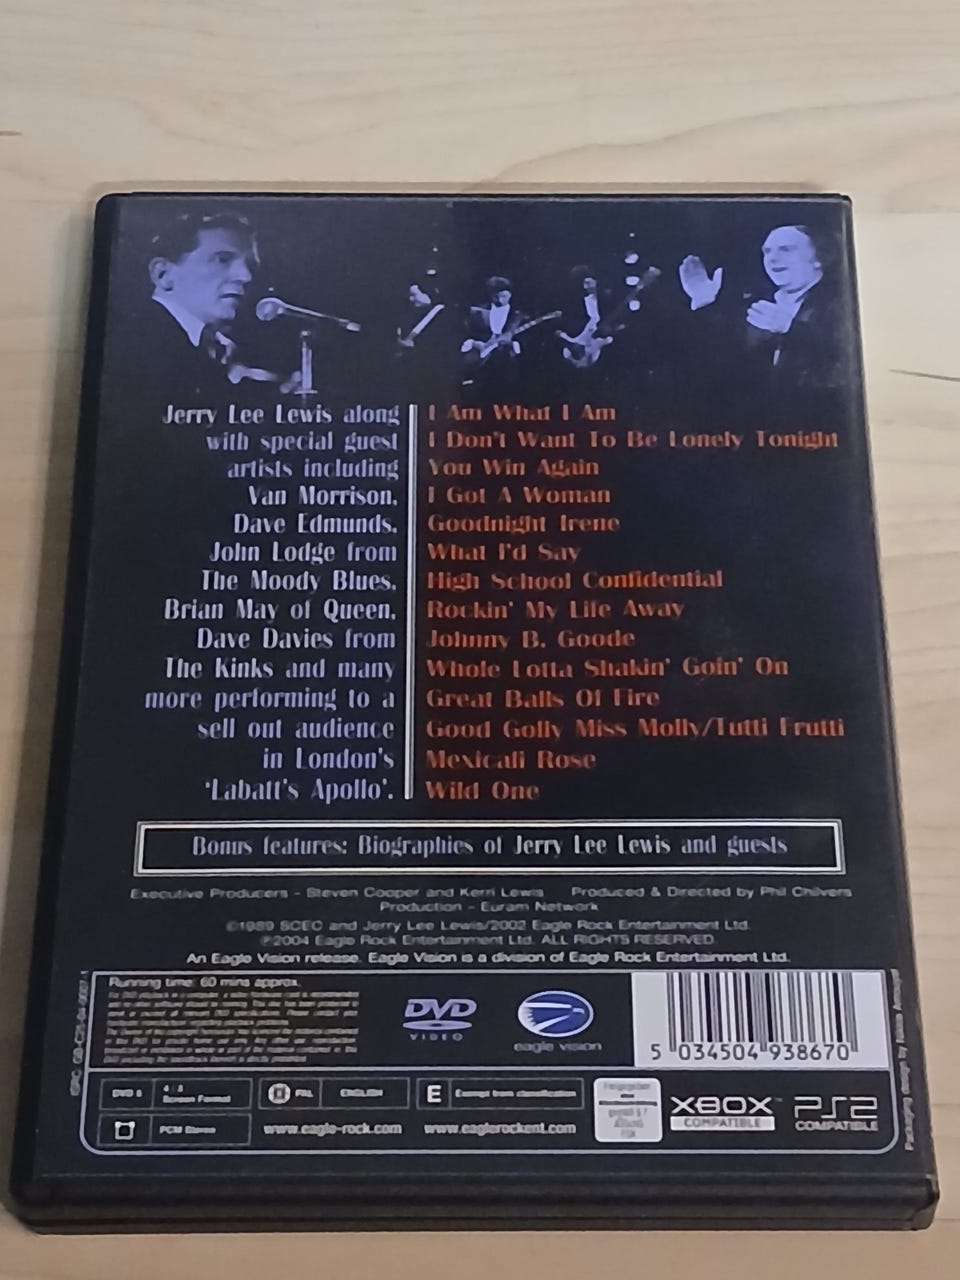 Jerry Lee Lewis along
with special guest
artists including
Van Morrison,
Dave Edmunds,
John Lodge from
The Moody Blues,
Brian May of Queen,
Dave Davies from
The Kinks and many
more performing to a
sell out audience
in London's
'Labatt's Apollo'.
I Am What I Am
I Don't Want To Be Lonely Tonight
You Win Again
I Got A Woman
Goodnight Irene
What I'd Say
High School Confidential
Rockin' My Life Away
Johnny B. Goode
Whole Lotta Shakin' Goin' On
Great Balls Of Fire
Good Golly Miss Molly/Tutti Frutti
Mexicali Rose
Wild One
Bonus features: Biographies of Jerry Lee Lewis and guests
Executive Producers - Steven Cooper and Kerri Lewis Produced & Directed by Phil Chilvers
Production - Euram Network
©1989 SCEO and Jerry Lee Lewis/2002 Eagle Rock Entertainment Ltd.
℗2004 Eagle Rock Entertainment Ltd. ALL RIGHTS RESERVED.
An Eagle Vision release. Eagle Vision is a division of Eagle Rock Entertainment Ltd.
Running time: 60 mins approx.
DVD
VIDEO
eagle vision
5 034504 938670
4:3
Screen Format
PAL
ENGLISH
E
Exempt from classification
PCM Stereo
www.eagle-rock.com
www.eaglerockent.com
XBOX
COMPATIBLE
PS2
COMPATIBLE